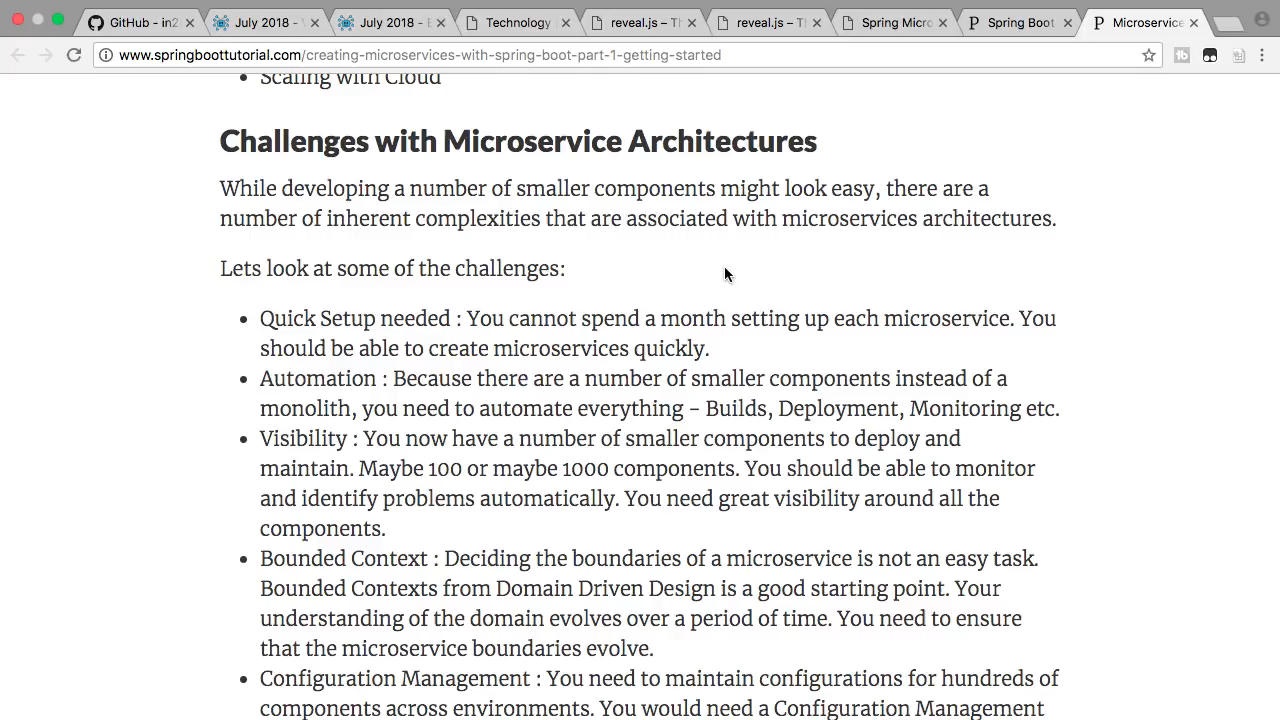 GitHub - in2
July 2018 - V
July 2018 - E
Technology
reveal.js – Th
reveal.js – Th
Spring Micro
Spring Boot
Microservice
www.springboottutorial.com/creating-microservices-with-spring-boot-part-1-getting-started
Scaling with Cloud
Challenges with Microservice Architectures
While developing a number of smaller components might look easy, there are a
number of inherent complexities that are associated with microservices architectures.
Lets look at some of the challenges:
• Quick Setup needed : You cannot spend a month setting up each microservice. You
should be able to create microservices quickly.
• Automation : Because there are a number of smaller components instead of a
monolith, you need to automate everything - Builds, Deployment, Monitoring etc.
• Visibility : You now have a number of smaller components to deploy and
maintain. Maybe 100 or maybe 1000 components. You should be able to monitor
and identify problems automatically. You need great visibility around all the
components.
• Bounded Context : Deciding the boundaries of a microservice is not an easy task.
Bounded Contexts from Domain Driven Design is a good starting point. Your
understanding of the domain evolves over a period of time. You need to ensure
that the microservice boundaries evolve.
• Configuration Management : You need to maintain configurations for hundreds of
components across environments. You would need a Configuration Management